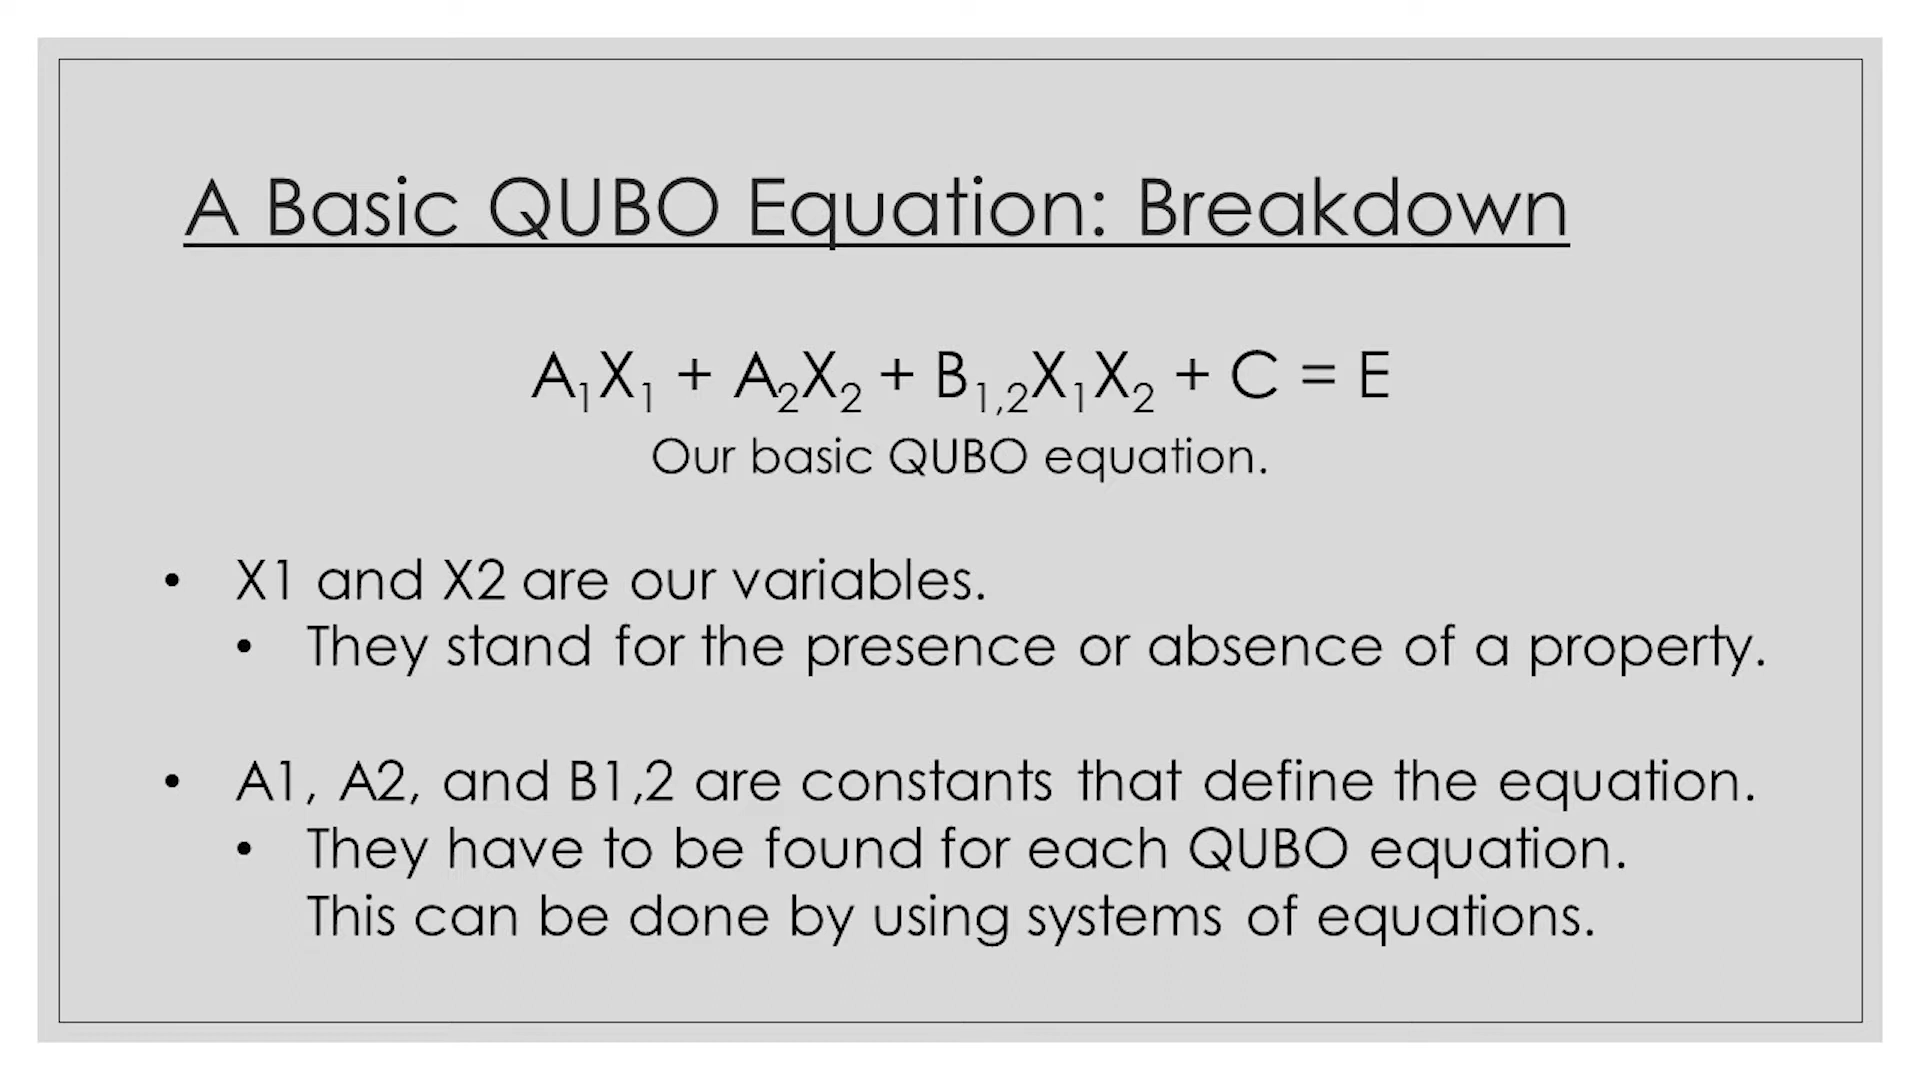 A Basic QUBO Equation: Breakdown
A₁X₁ + A₂X₂ + B₁,₂X₁X₂ + C = E
Our basic QUBO equation.
• X1 and X2 are our variables.
• They stand for the presence or absence of a property.
• A1, A2, and B1,2 are constants that define the equation.
• They have to be found for each QUBO equation.
This can be done by using systems of equations.